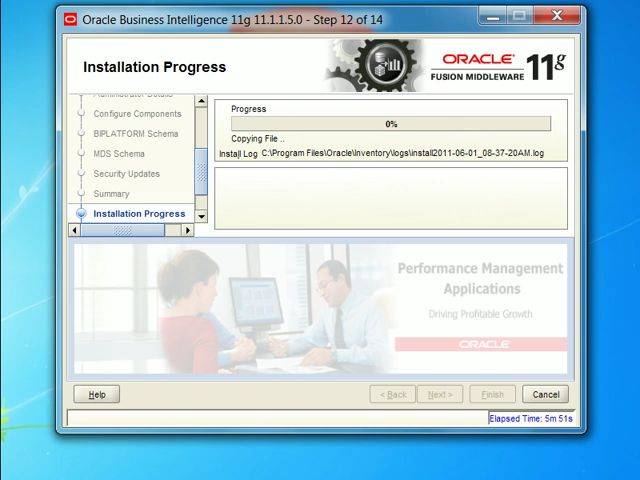 Oracle Business Intelligence 11g 11.1.1.5.0 - Step 12 of 14
Installation Progress
ORACLE
FUSION MIDDLEWARE 11g
Administrator Details
Configure Components
BIPLATFORM Schema
MDS Schema
Security Updates
Summary
Installation Progress
Progress
0%
Copying File ..
Install Log C:\Program Files\Oracle\Inventory\logs\install2011-06-01_08-37-20AM.log
Performance Management
Applications
Driving Profitable Growth
ORACLE
Help
< Back
Next >
Finish
Cancel
Elapsed Time: 5m 51s